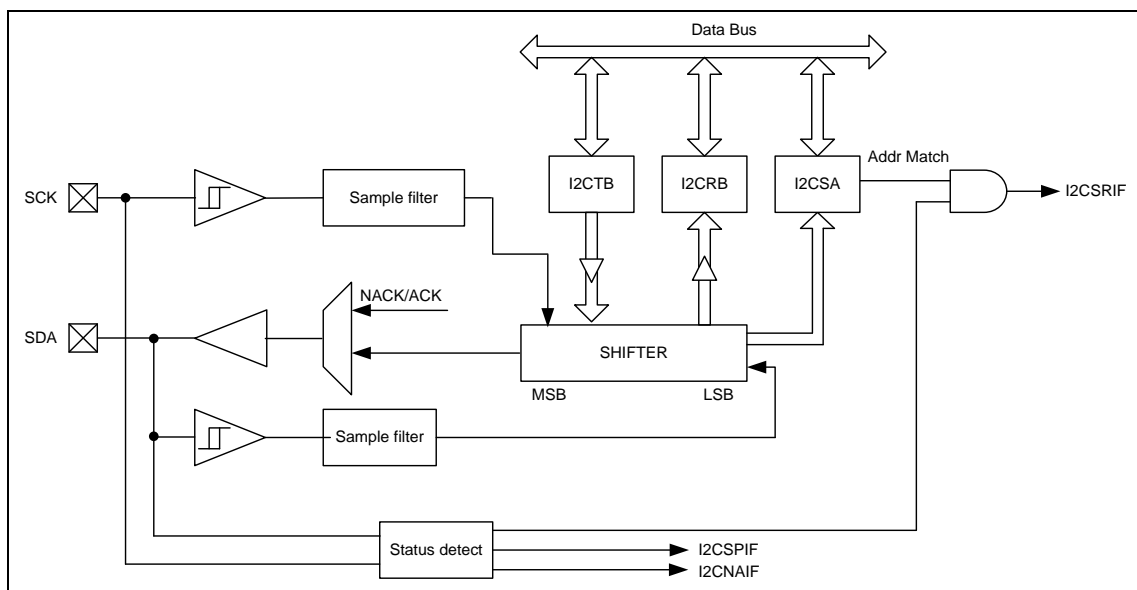 Data Bus
I2CTB
I2CRB
I2CSA
Addr Match
I2CSRIF
SCK
Sample filter
NACK/ACK
SDA
SHIFTER
MSB
LSB
Sample filter
Status detect
I2CSPIF
I2CNAIF